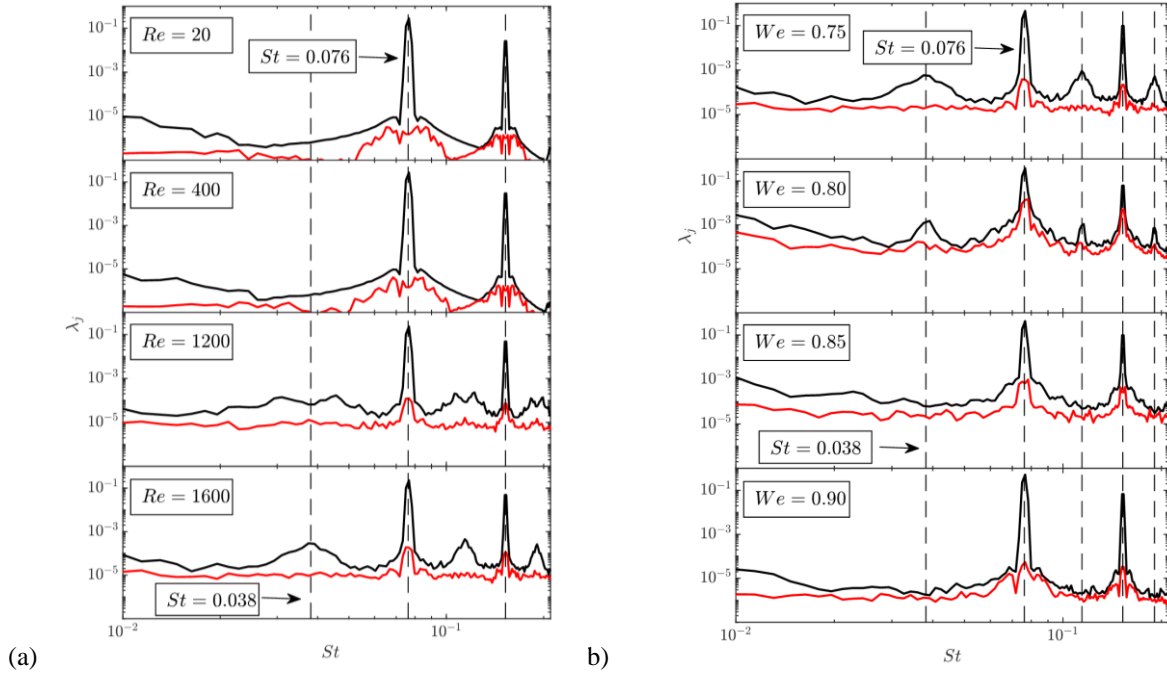 10^{-1}
10^{-3}
10^{-5}
Re = 20
St = 0.076
10^{-1}
10^{-3}
10^{-5}
Re = 400
λ_j
10^{-1}
10^{-3}
10^{-5}
Re = 1200
10^{-1}
10^{-3}
10^{-5}
Re = 1600
St = 0.038
10^{-2}
10^{-1}
St
(a)
10^{-1}
10^{-3}
10^{-5}
We = 0.75
St = 0.076
10^{-1}
10^{-3}
10^{-5}
We = 0.80
λ_j
10^{-1}
10^{-3}
10^{-5}
We = 0.85
St = 0.038
10^{-1}
10^{-3}
10^{-5}
We = 0.90
10^{-2}
10^{-1}
St
b)